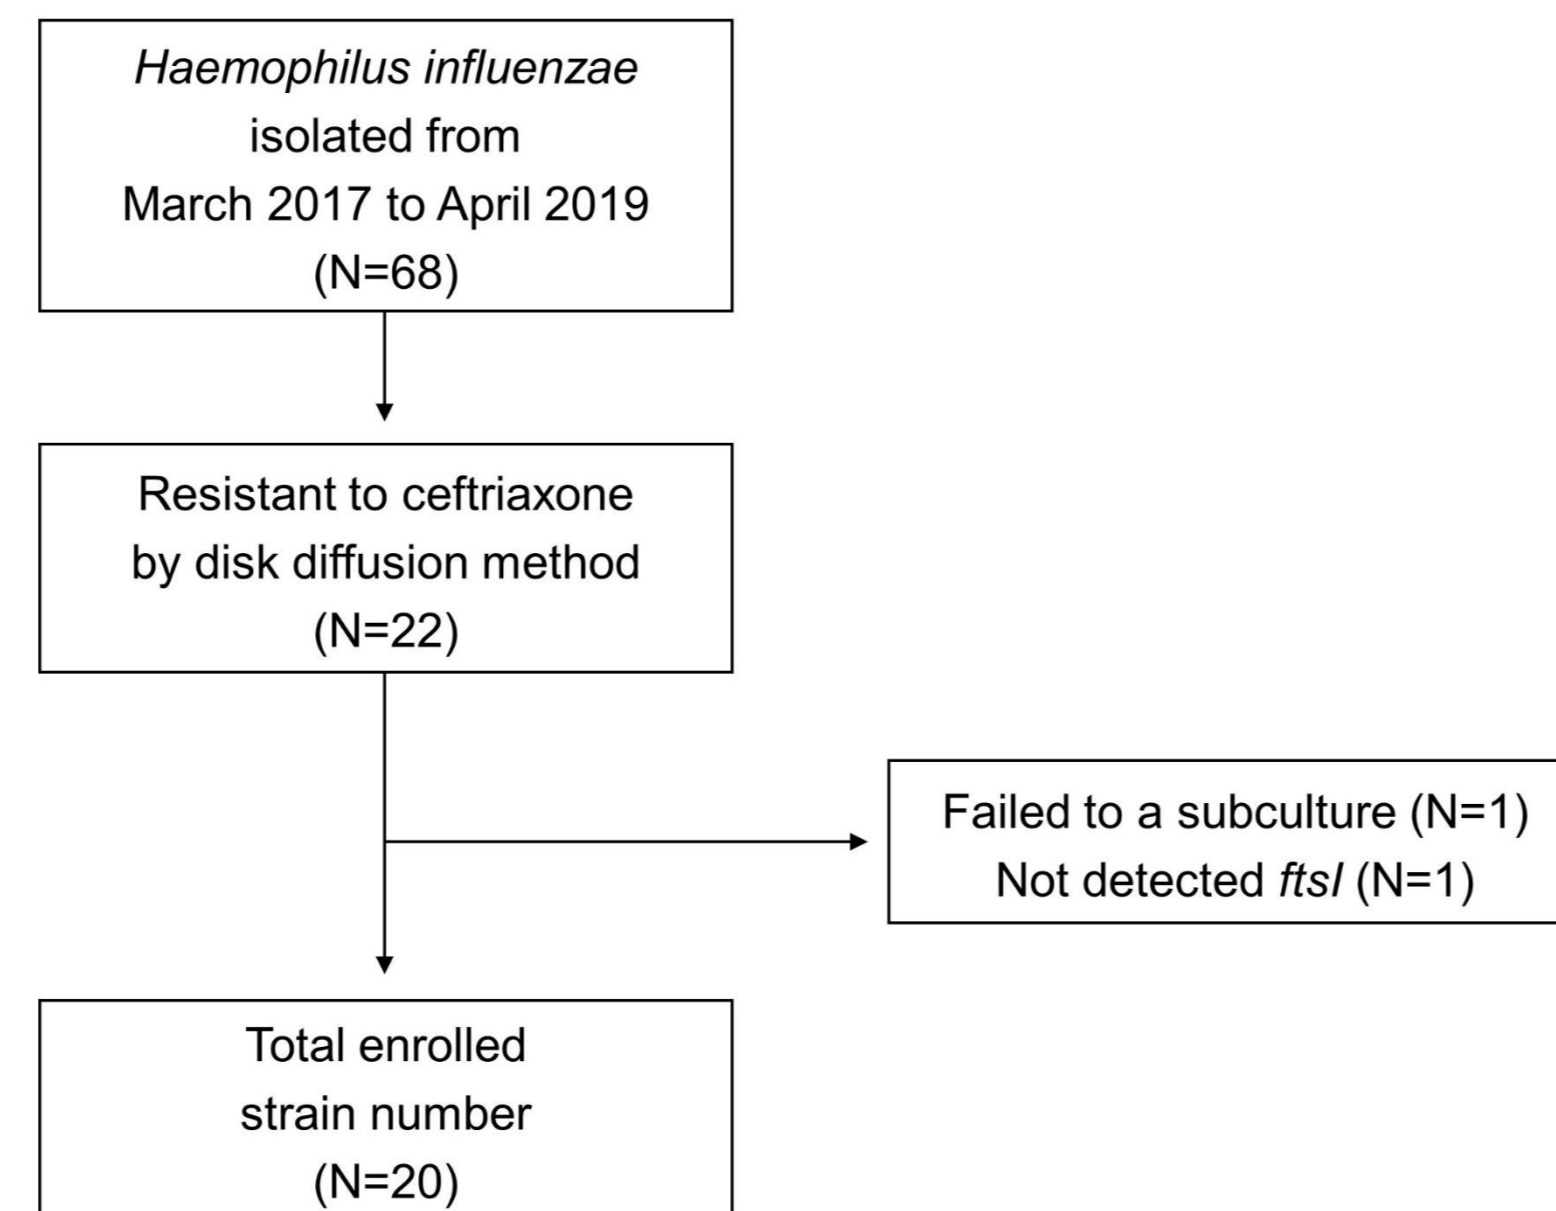 Haemophilus influenzae
isolated from
March 2017 to April 2019
(N=68)
Resistant to ceftriaxone
by disk diffusion method
(N=22)
Failed to a subculture (N=1)
Not detected ftsI (N=1)
Total enrolled
strain number
(N=20)